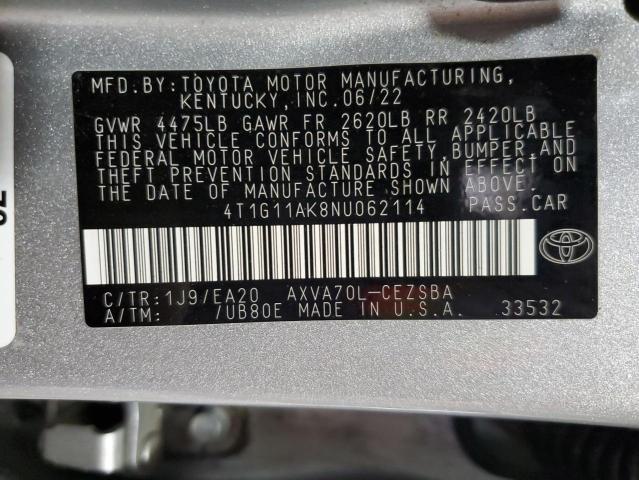 MFD.BY:TOYOTA MOTOR MANUFACTURING,
KENTUCKY,INC.06/22
GVWR 4475LB GAWR FR 2620LB RR 2420LB
THIS VEHICLE CONFORMS TO ALL APPLICABLE
FEDERAL MOTOR VEHICLE SAFETY,BUMPER,AND
THEFT PREVENTION STANDARDS IN EFFECT ON
THE DATE OF MANUFACTURE SHOWN ABOVE.
4T1G11AK8NU062114 PASS.CAR
C/TR:1J9/EA20 AXVA70L-CEZSBA
A/TM: /UB80E MADE IN U.S.A. 33532